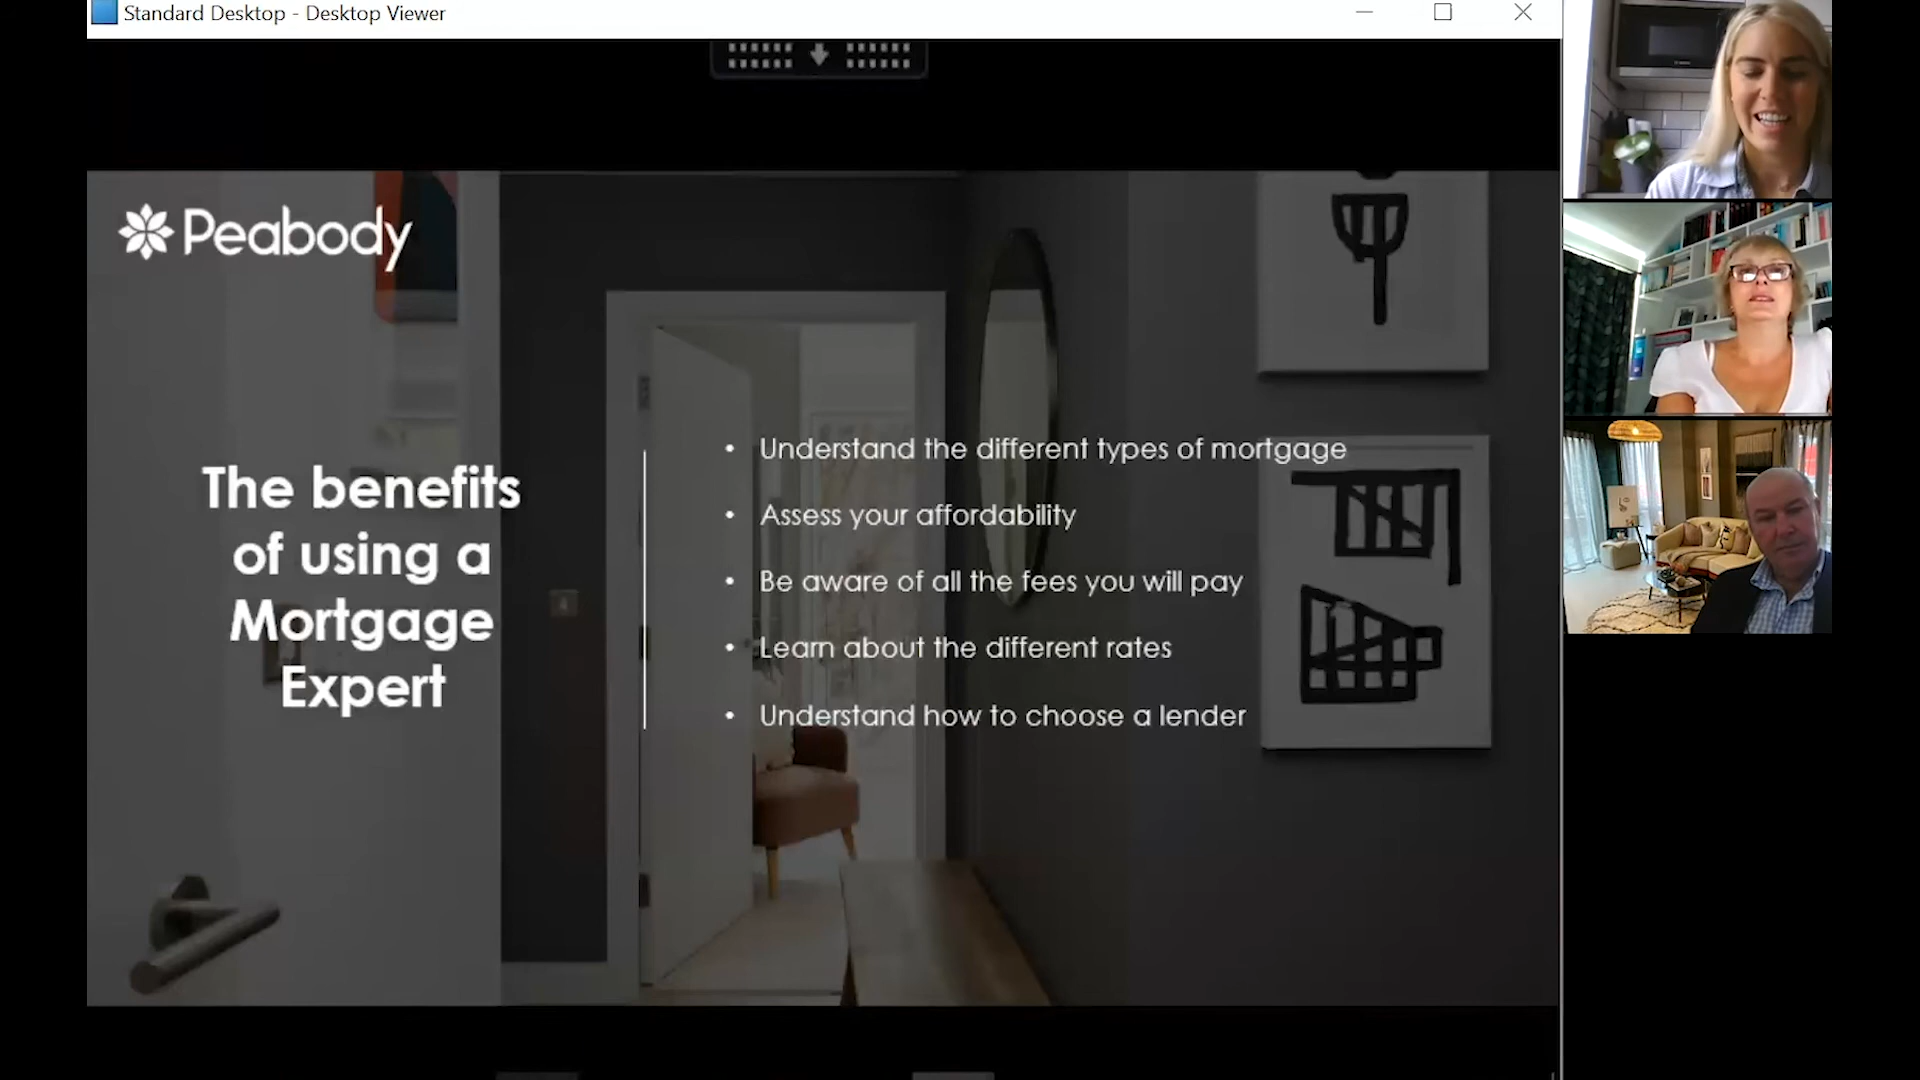 Standard Desktop - Desktop Viewer
Peabody
The benefits
of using a
Mortgage
Expert
• Understand the different types of mortgage
• Assess your affordability
• Be aware of all the fees you will pay
• Learn about the different rates
• Understand how to choose a lender